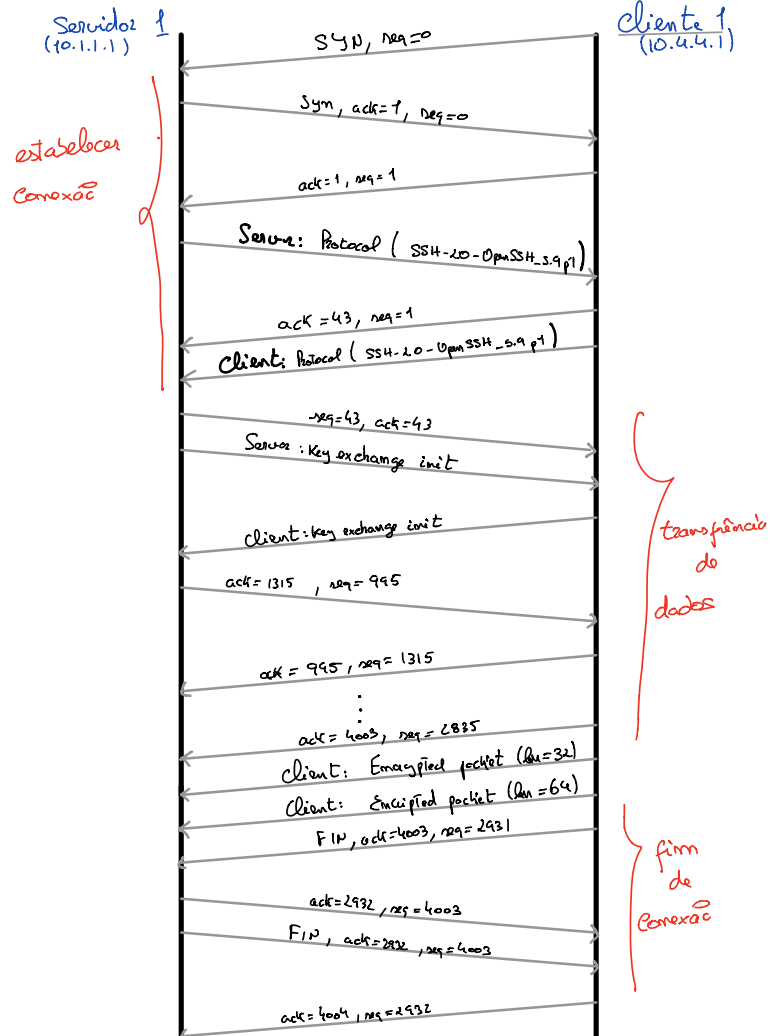 Servidor 1
(10.1.1.1)
Cliente 1
(10.4.4.1)
SYN, seq=0
Syn, ack=1, seq=0
estabelecer
conexão
ack=1, seq=1
Server: Protocol ( SSH-2.0-OpenSSH_5.9p1)
ack =43, seq=1
Client: Protocol ( SSH-2.0-OpenSSH_5.9p1)
seq=43, ack=43
Server: Key exchange init
Client: Key exchange init
transfrência
de
dados
ack=1315 , seq=995
ack = 995, seq=1315
ack=4003, seq=2835
Client: Encrypted packet (len=32)
Client: Encripted packet (len=64)
FIN, ack=4003, seq=2931
fim
de
conexão
ack=2932, seq=4003
FIN, ack=2932, seq=4003
ack=4004, seq=2932